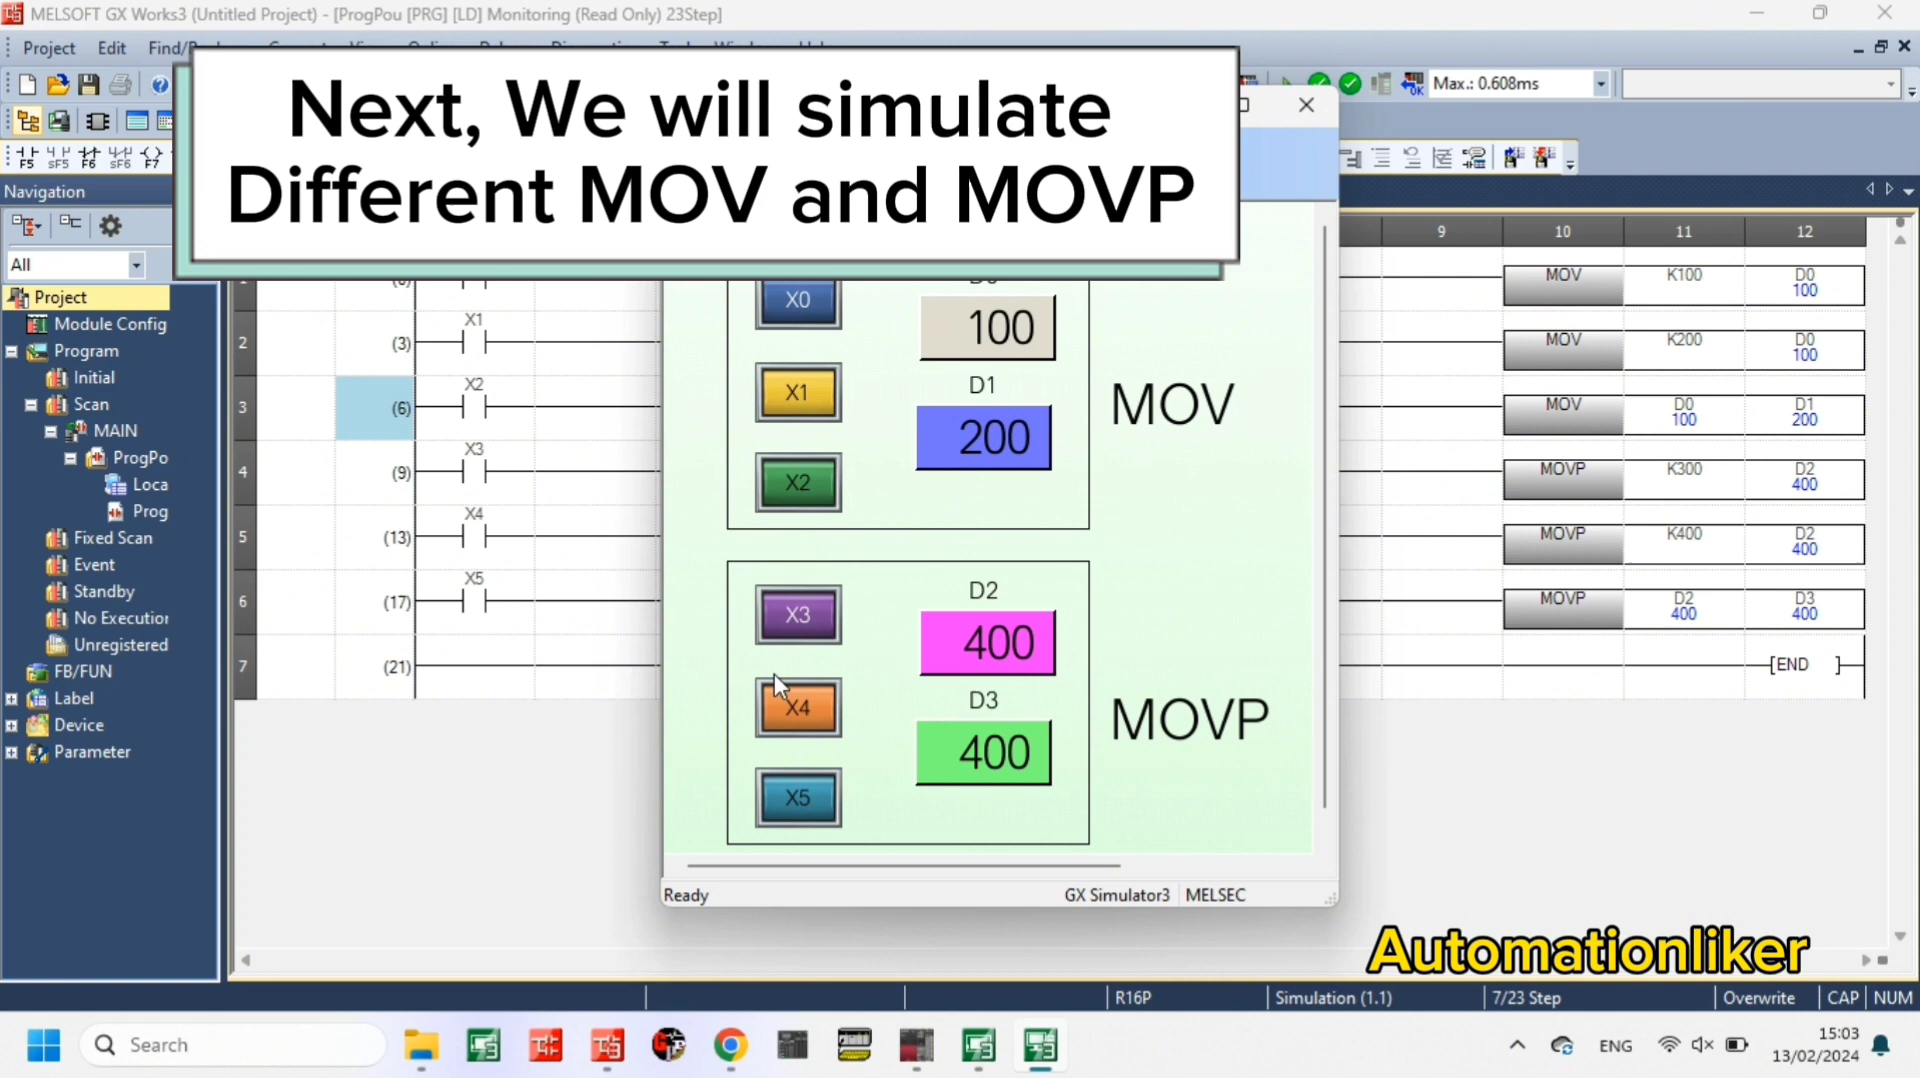 MELSOFT GX Works3 (Untitled Project) - [ProgPou [PRG] [LD] Monitoring (Read Only) 23Step]
Project Edit
Next, We will simulate
Different MOV and MOVP
Max.: 0.608ms
F5 sF5 F6 sF6 F7
Navigation
All
Project
Module Config
Program
Initial
Scan
MAIN
ProgPo
Loca
Prog
Fixed Scan
Event
Standby
No Execution
Unregistered
FB/FUN
Label
Device
Parameter
9 10 11 12
MOV K100 D0
100
2 (3) X1 MOV K200 D0
100
3 (6) X2 MOV D0 D1
100 200
4 (9) X3 MOVP K300 D2
400
5 (13) X4 MOVP K400 D2
400
6 (17) X5 MOVP D2 D3
400 400
7 (21) [END ]
X0
100
X1
D1
200
X2
MOV
X3
D2
400
X4
D3
400
X5
MOVP
Ready GX Simulator3 MELSEC
Automationliker
R16P Simulation (1.1) 7/23 Step Overwrite CAP NUM
Search
ENG
15:03
13/02/2024